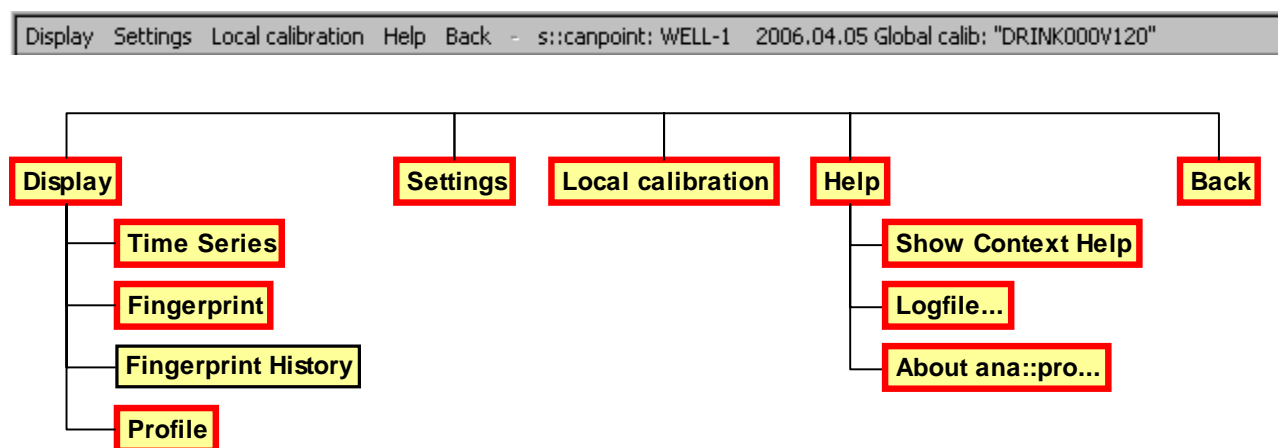 Display Settings Local calibration Help Back - s::canpoint: WELL-1 2006.04.05 Global calib: "DRINK000V120"
Display Settings Local calibration Help Back
Time Series Show Context Help
Fingerprint Logfile...
Fingerprint History About ana::pro...
Profile